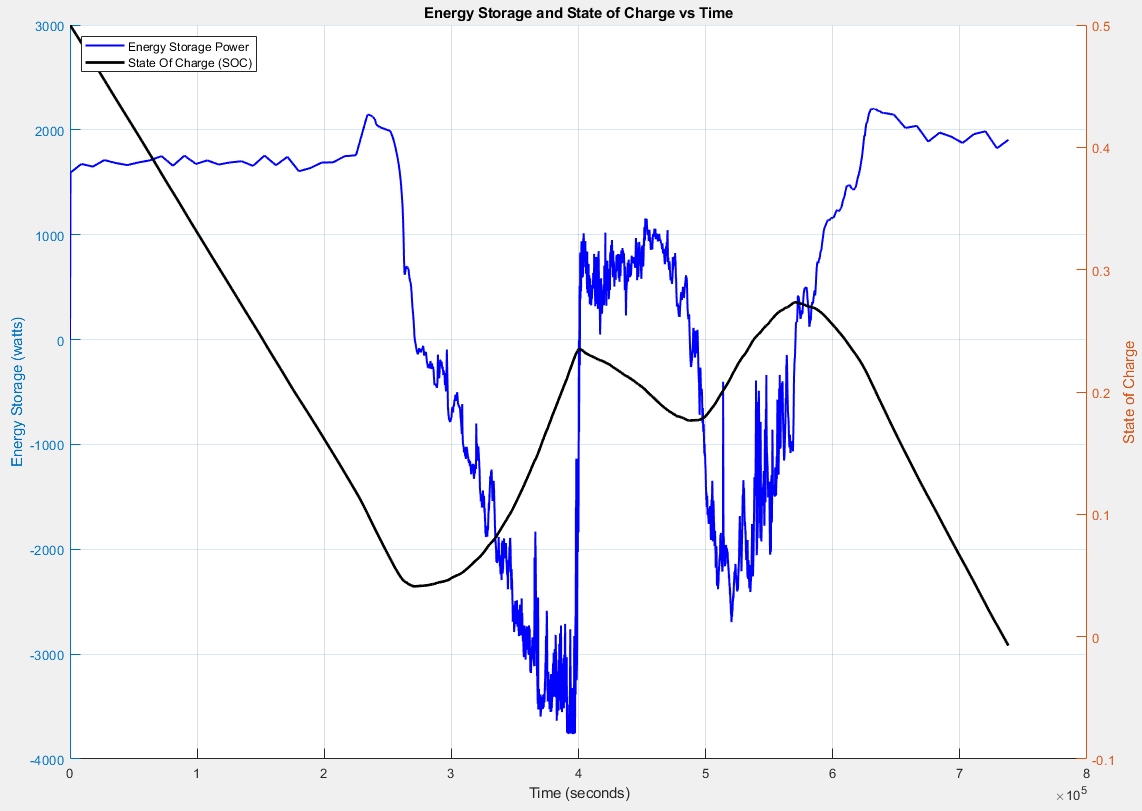 Energy Storage and State of Charge vs Time
Energy Storage Power
State Of Charge (SOC)
3000
2000
1000
0
-1000
-2000
-3000
-4000
Energy Storage (watts)
0.5
0.4
0.3
0.2
0.1
0
-0.1
State of Charge
0 1 2 3 4 5 6 7 8
Time (seconds)
×10⁵